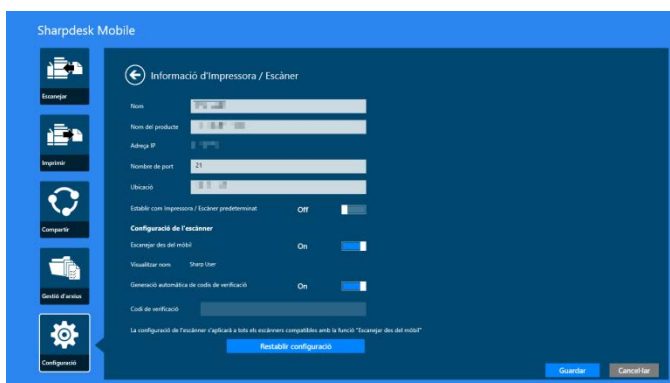 Sharpdesk Mobile
Escanejar
Imprimir
Compartir
Gestió d'arxius
Configuració
Informació d'Impressora / Escàner
Nom
Nom del producte
Adreça IP
Nombre de port 21
Ubicació
Establir com Impressora / Escàner predeterminat Off
Configuració de l'escànner
Escanejar des del mòbil On
Visualitzar nom Sharp User
Generació automàtica de codis de verificació On
Codi de verificació
La configuració de l'escànner s'aplicarà a tots els escànners compatibles amb la funció "Escanejar des del mòbil"
Restablir configuració
Guardar Cancel·lar